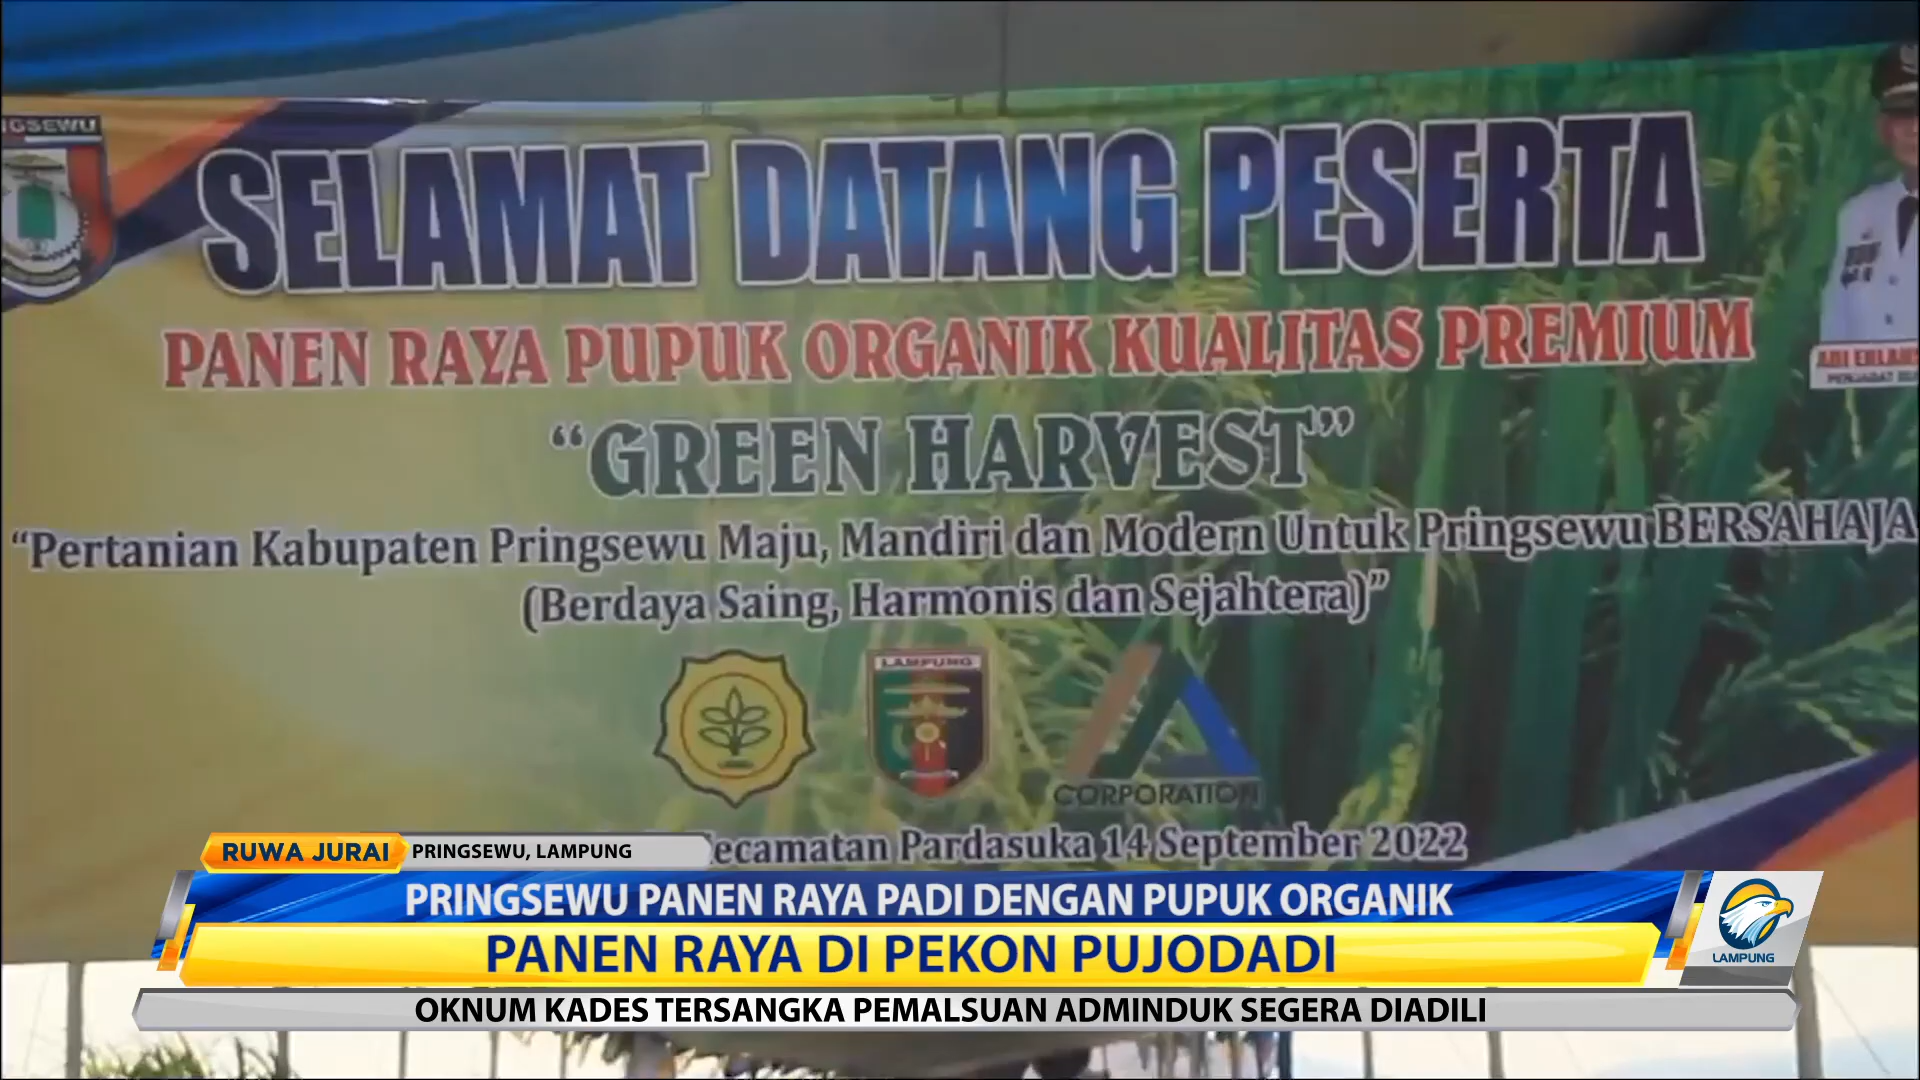 SELAMAT DATANG PESERTA
PANEN RAYA PUPUK ORGANIK KUALITAS PREMIUM
“GREEN HARVEST”
“Pertanian Kabupaten Pringsewu Maju, Mandiri dan Modern Untuk Pringsewu BERSAHAJA
(Berdaya Saing, Harmonis dan Sejahtera)”
LAMPUNG
CORPORATION
Pardasuka 14 September 2022
RUWA JURAI
PRINGSEWU, LAMPUNG
PRINGSEWU PANEN RAYA PADI DENGAN PUPUK ORGANIK
PANEN RAYA DI PEKON PUJODADI
LAMPUNG
OKNUM KADES TERSANGKA PEMALSUAN ADMINDUK SEGERA DIADILI